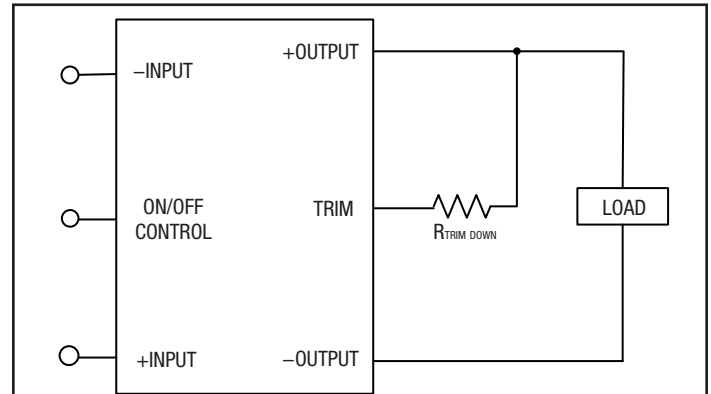 −INPUT
+OUTPUT
ON/OFF
CONTROL
TRIM
RTRIM DOWN
LOAD
+INPUT
−OUTPUT